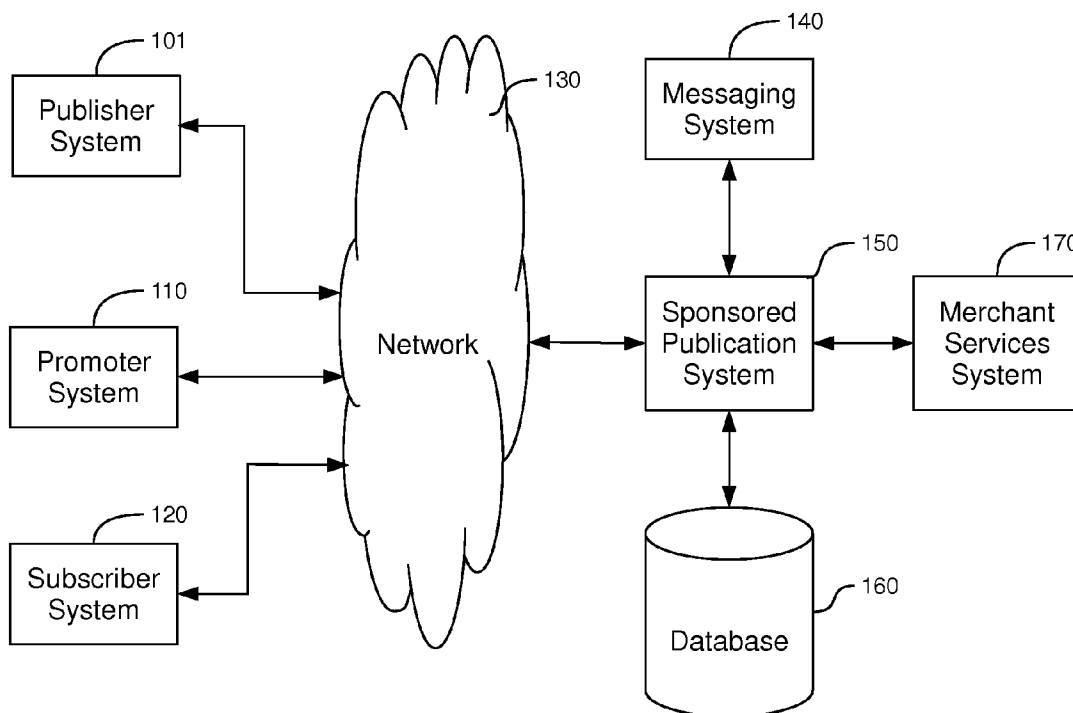 101
Publisher
System
110
Promoter
System
120
Subscriber
System
130
Network
140
Messaging
System
150
Sponsored
Publication
System
170
Merchant
Services
System
160
Database